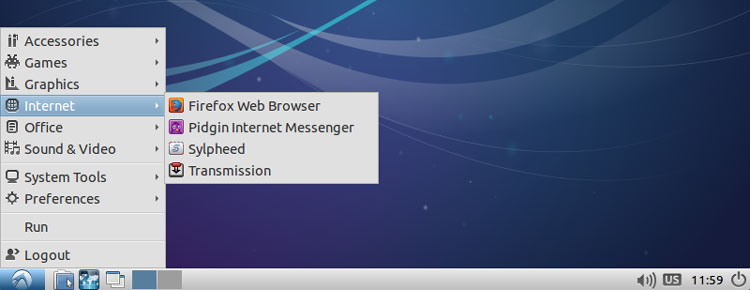 Accessories
Games
Graphics
Internet
Office
Sound & Video
System Tools
Preferences
Run
Logout
Firefox Web Browser
Pidgin Internet Messenger
Sylpheed
Transmission
US
11:59